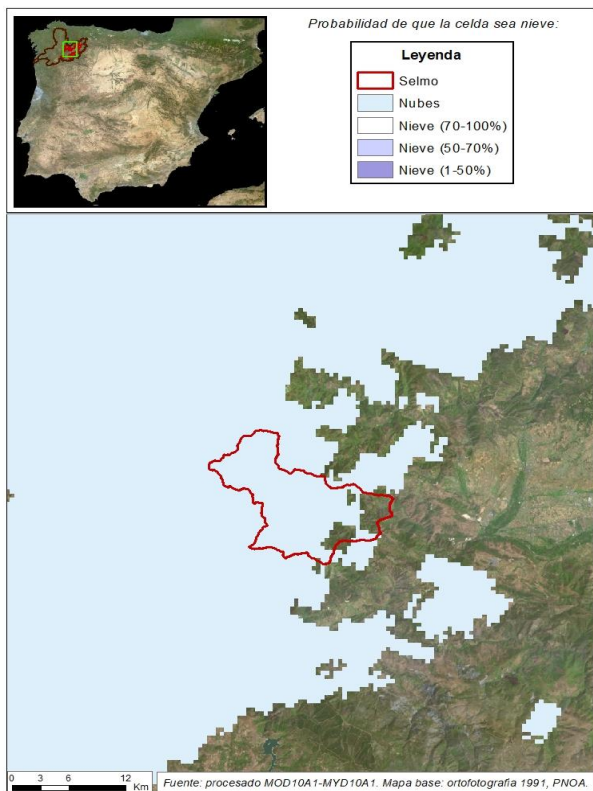 Probabilidad de que la celda sea nieve:
Leyenda
Selmo
Nubes
Nieve (70-100%)
Nieve (50-70%)
Nieve (1-50%)
0 3 6 12
Km
Fuente: procesado MOD10A1-MYD10A1. Mapa base: ortofotografía 1991, PNOA.